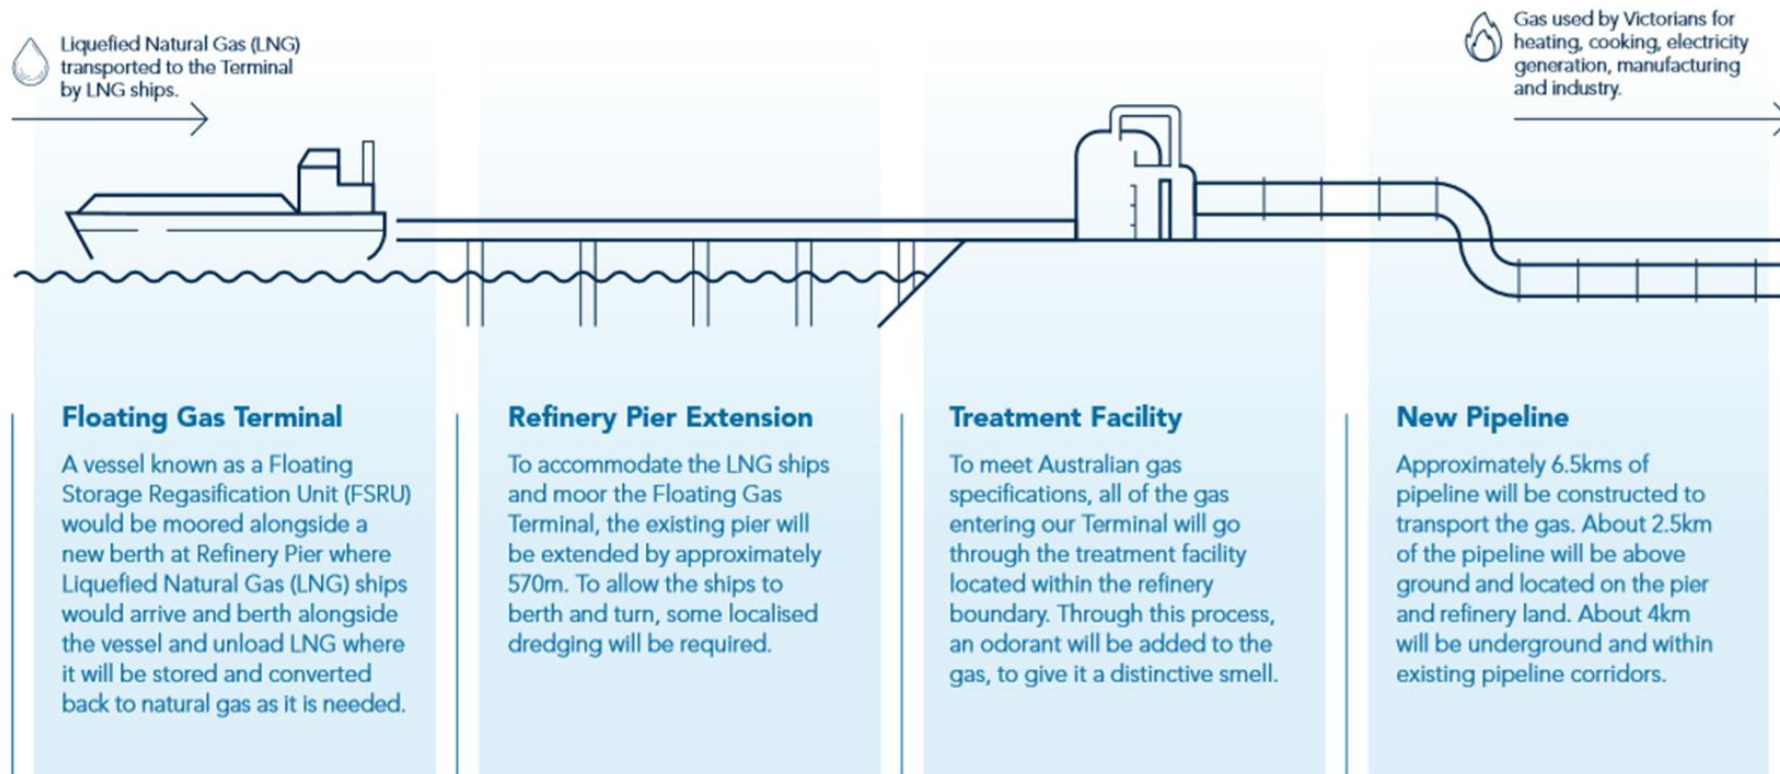 Liquefied Natural Gas (LNG)
transported to the Terminal
by LNG ships.
Gas used by Victorians for
heating, cooking, electricity
generation, manufacturing
and industry.
Floating Gas Terminal
A vessel known as a Floating
Storage Regasification Unit (FSRU)
would be moored alongside a
new berth at Refinery Pier where
Liquefied Natural Gas (LNG) ships
would arrive and berth alongside
the vessel and unload LNG where
it will be stored and converted
back to natural gas as it is needed.
Refinery Pier Extension
To accommodate the LNG ships
and moor the Floating Gas
Terminal, the existing pier will
be extended by approximately
570m. To allow the ships to
berth and turn, some localised
dredging will be required.
Treatment Facility
To meet Australian gas
specifications, all of the gas
entering our Terminal will go
through the treatment facility
located within the refinery
boundary. Through this process,
an odorant will be added to the
gas, to give it a distinctive smell.
New Pipeline
Approximately 6.5kms of
pipeline will be constructed to
transport the gas. About 2.5km
of the pipeline will be above
ground and located on the pier
and refinery land. About 4km
will be underground and within
existing pipeline corridors.